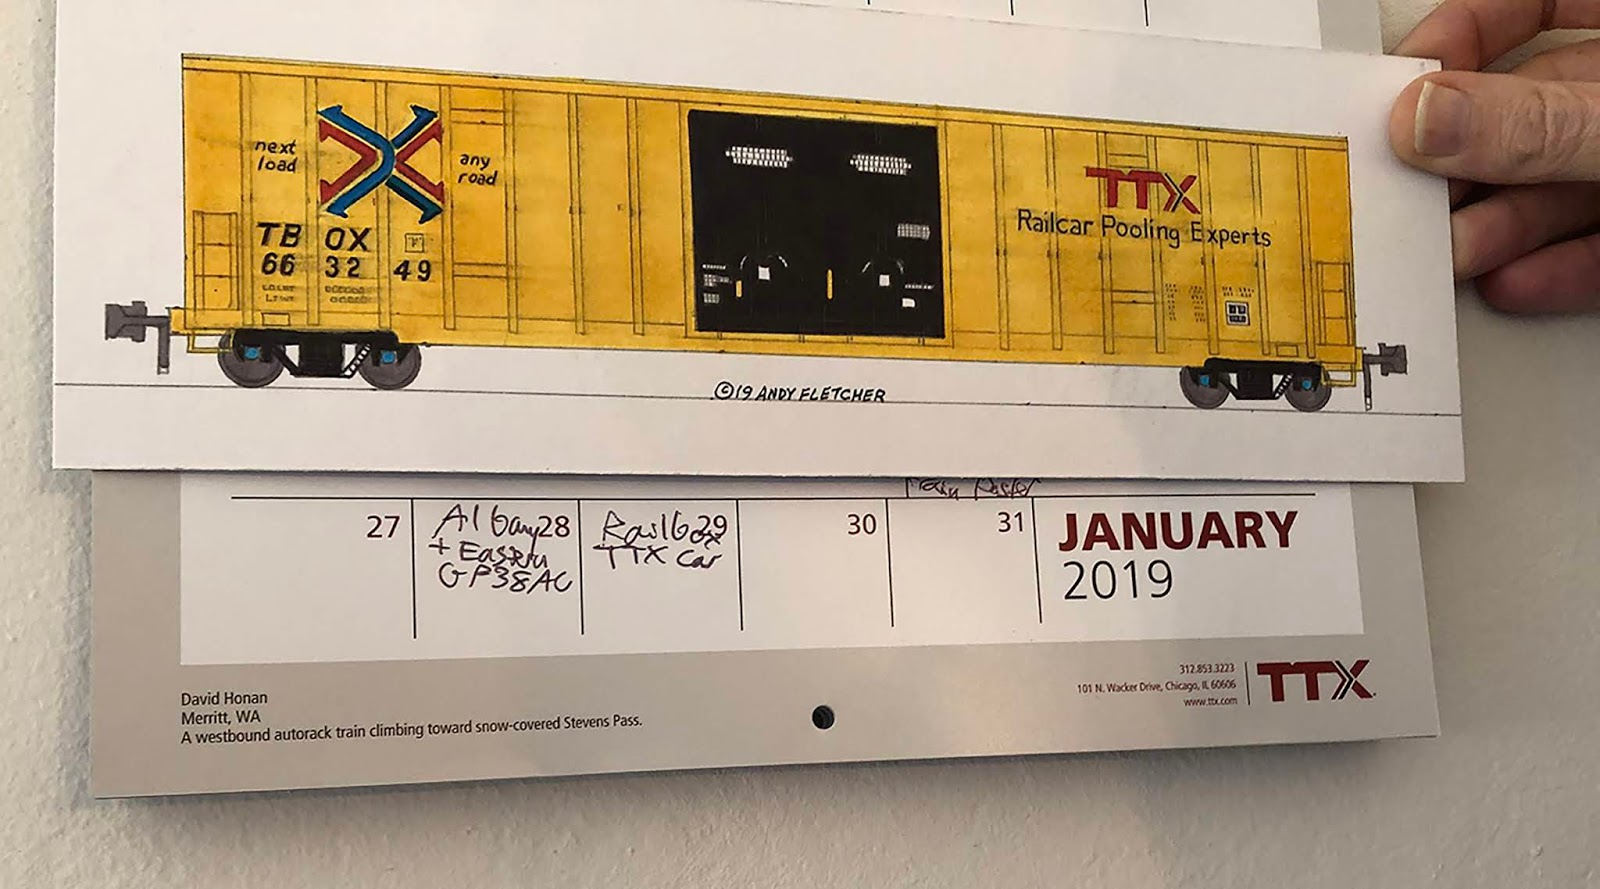 next
load
any
road
TBOX
663249
TTX
Railcar Pooling Experts
©19 ANDY FLETCHER
27
28
Albany
+ Eastern
GP38AC
29
Railbox
TTX car
30
31
JANUARY
2019
David Honan
Merritt, WA
A westbound autorack train climbing toward snow-covered Stevens Pass.
312.853.3223
101 N. Wacker Drive, Chicago, IL 60606
www.ttx.com
TTX